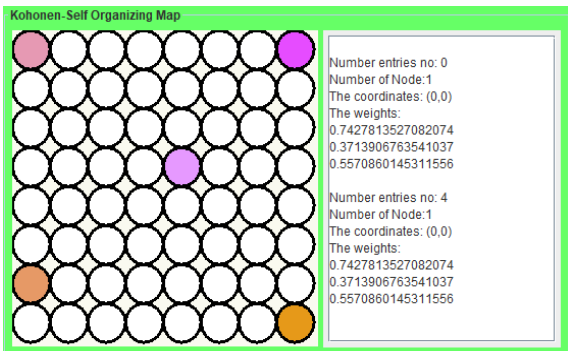 Kohonen-Self Organizing Map
Number entries no: 0
Number of Node:1
The coordinates: (0,0)
The weights:
0.7427813527082074
0.3713906763541037
0.5570860145311556
Number entries no: 4
Number of Node:1
The coordinates: (0,0)
The weights:
0.7427813527082074
0.3713906763541037
0.5570860145311556